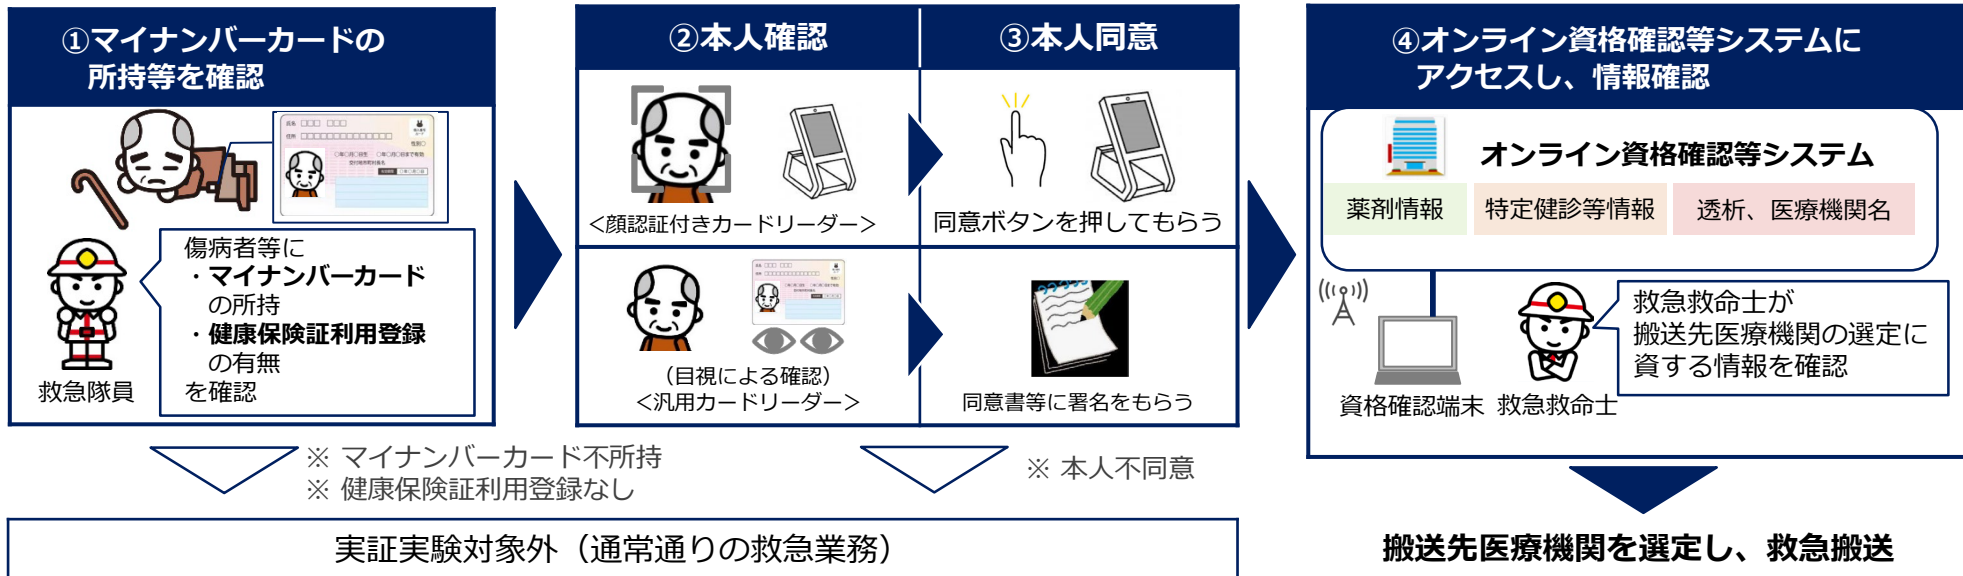 ①マイナンバーカードの
所持等を確認
傷病者等に
・マイナンバーカード
の所持
・健康保険証利用登録
の有無
を確認
救急隊員
②本人確認
③本人同意
<顔認証付きカードリーダー>
同意ボタンを押してもらう
（目視による確認）
<汎用カードリーダー>
同意書等に署名をもらう
④オンライン資格確認等システムに
アクセスし、情報確認
オンライン資格確認等システム
薬剤情報
特定健診等情報
透析、医療機関名
救急救命士が
搬送先医療機関の選定に
資する情報を確認
資格確認端末
救急救命士
※ マイナンバーカード不所持
※ 健康保険証利用登録なし
※ 本人不同意
実証実験対象外（通常通りの救急業務）
搬送先医療機関を選定し、救急搬送